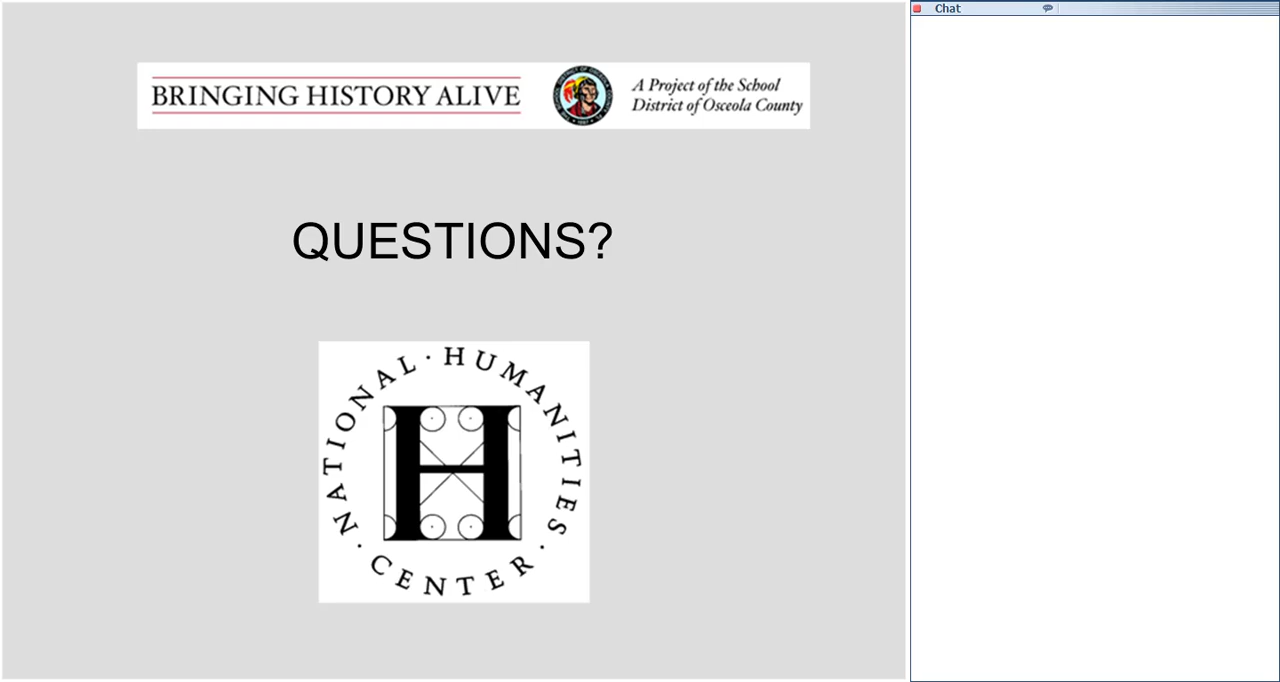 BRINGING HISTORY ALIVE
A Project of the School
District of Osceola County
QUESTIONS?
NATIONAL · HUMANITIES · CENTER ·
Chat